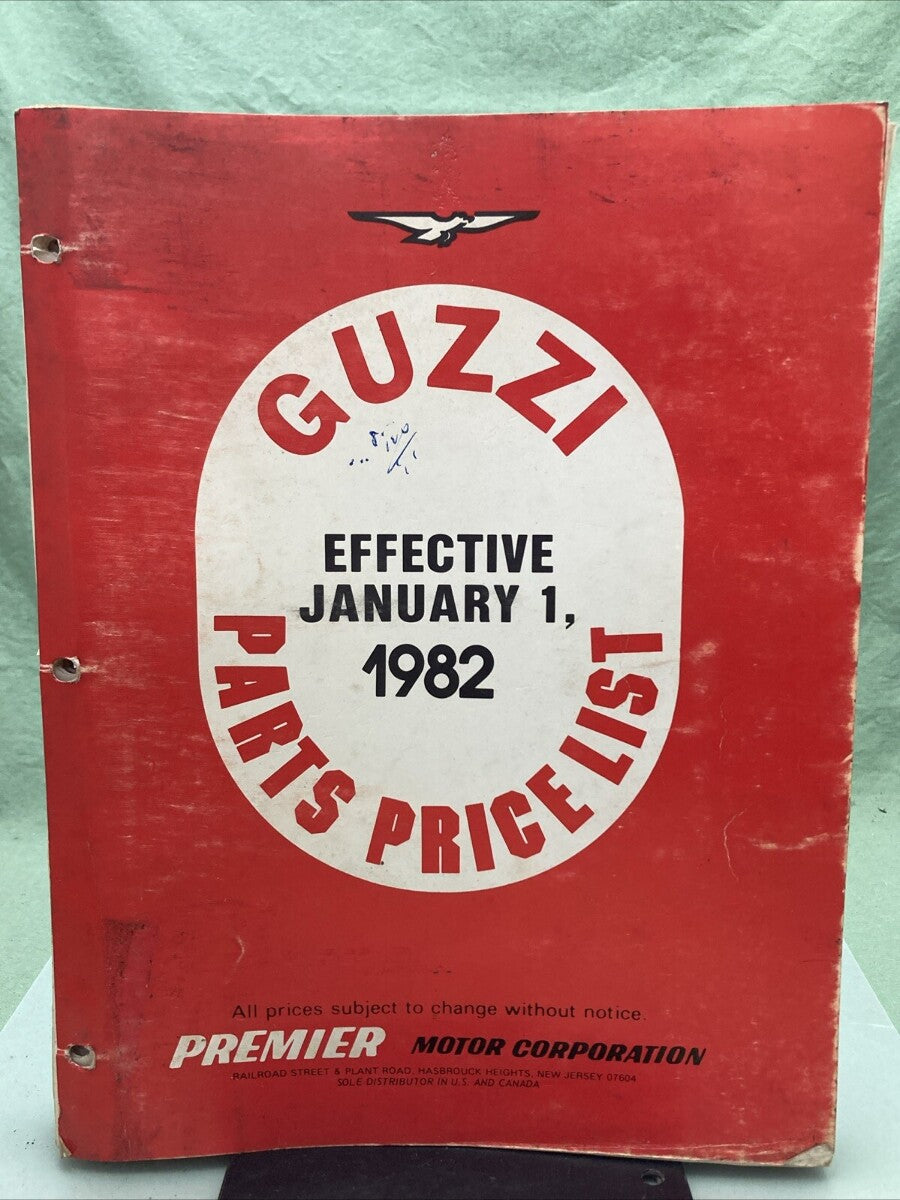 GUZZI
EFFECTIVE
JANUARY 1,
1982
PARTS PRICE LIST
All prices subject to change without notice.
PREMIER MOTOR CORPORATION
RAILROAD STREET & PLANT ROAD, HASBROUCK HEIGHTS, NEW JERSEY 07604
SOLE DISTRIBUTOR IN U.S. AND CANADA